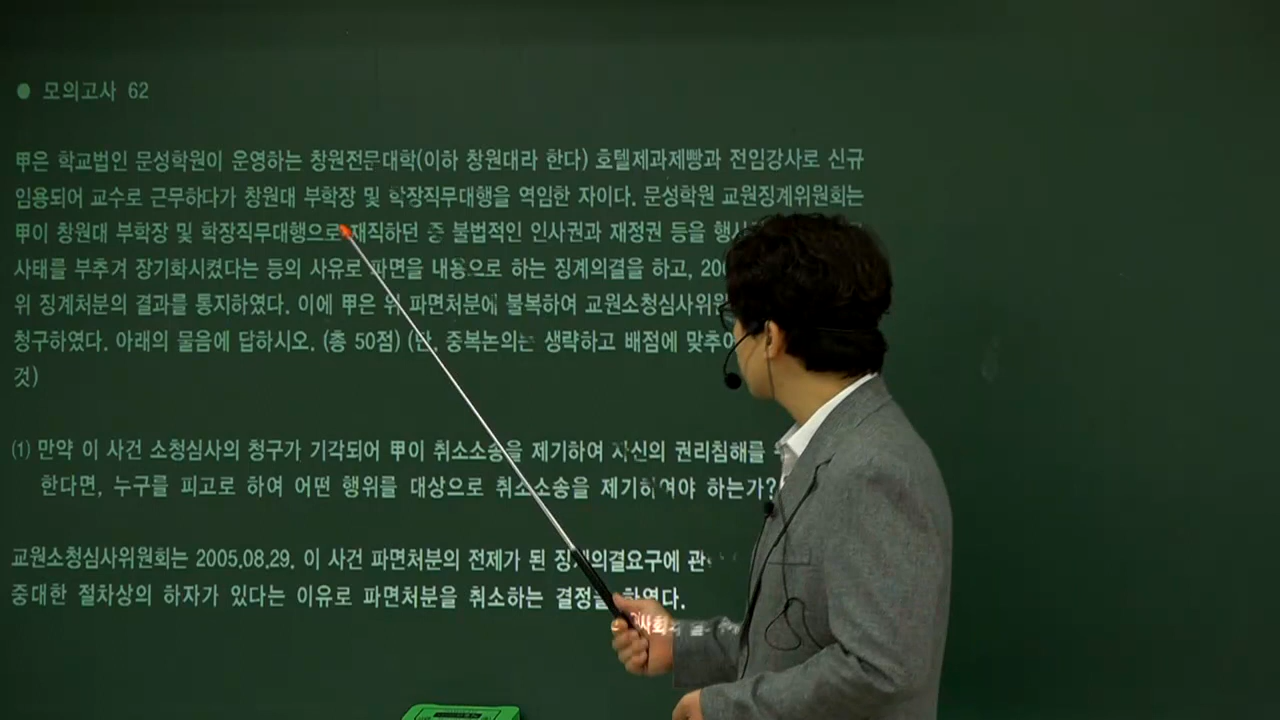 ● 모의고사 62
甲은 학교법인 문성학원이 운영하는 창원전문대학(이하 창원대라 한다) 호텔제과제빵과 전임강사로 신규
임용되어 교수로 근무하다가 창원대 부학장 및 학장직무대행을 역임한 자이다. 문성학원 교원징계위원회는
甲이 창원대 부학장 및 학장직무대행으로 재직하던 중 불법적인 인사권과 재정권 등을
사태를 부추겨 장기화시켰다는 등의 사유로 파면을 내용으로 하는 징계의결을 하고,
위 징계처분의 결과를 통지하였다. 이에 甲은 위 파면처분에 불복하여
청구하였다. 아래의 물음에 답하시오. (총 50점) (단, 중복논의는 생략하고 배점에
것)
(1) 만약 이 사건 소청심사의 청구가 기각되어 甲이 취소소송을 제기하여 자신의 권리침해를
한다면, 누구를 피고로 하여 어떤 행위를 대상으로 취소소송을 제기하여야 하는가?
교원소청심사위원회는 2005.08.29. 이 사건 파면처분의 전제가 된 징계의결요구에
중대한 절차상의 하자가 있다는 이유로 파면처분을 취소하는 결정을 하였다.